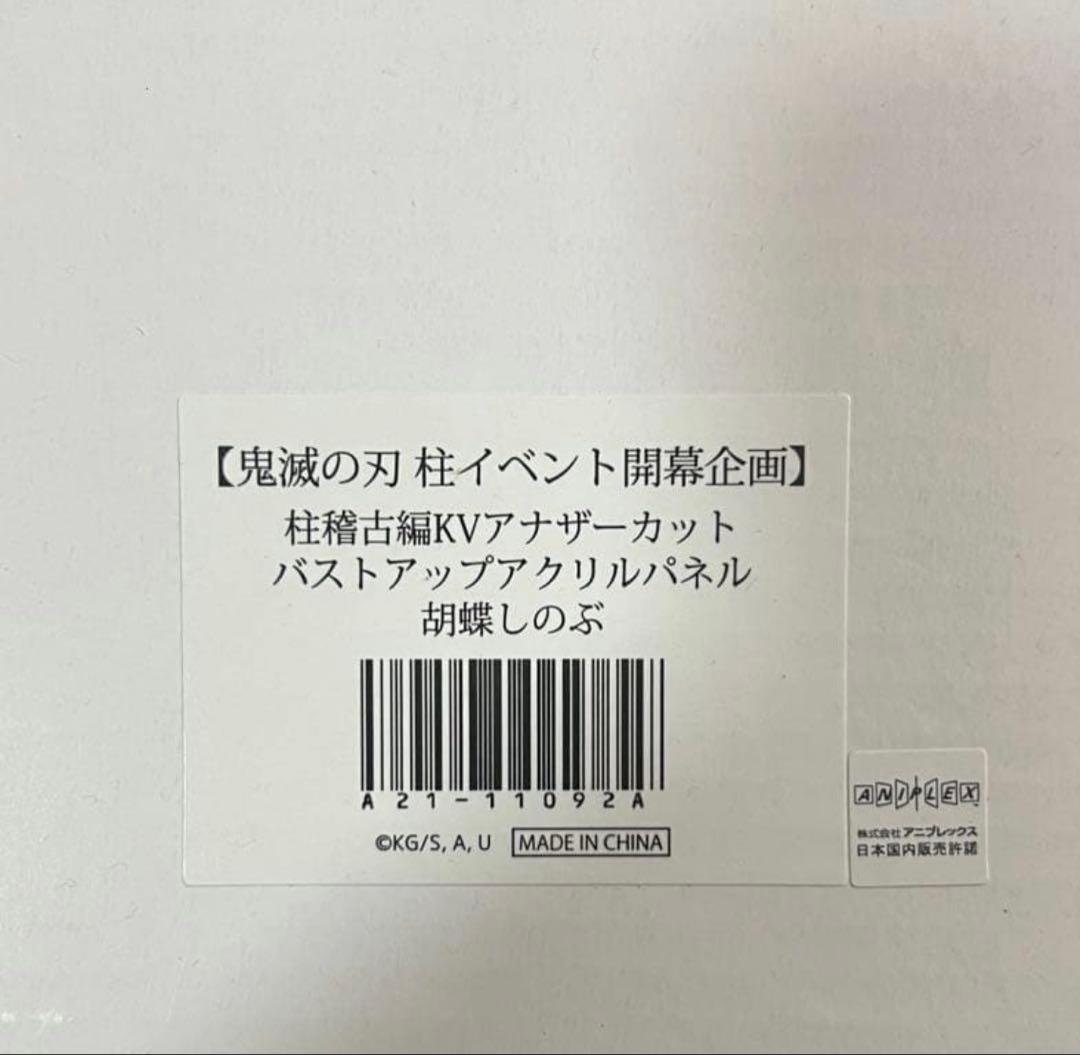 【鬼滅の刃 柱イベント開幕企画】
柱稽古編KVアナザーカット
バストアップアクリルパネル
胡蝶しのぶ
A21-11092A
©KG/S, A, U MADE IN CHINA
ANIPLEX
株式会社アニプレックス
日本国内販売許諾